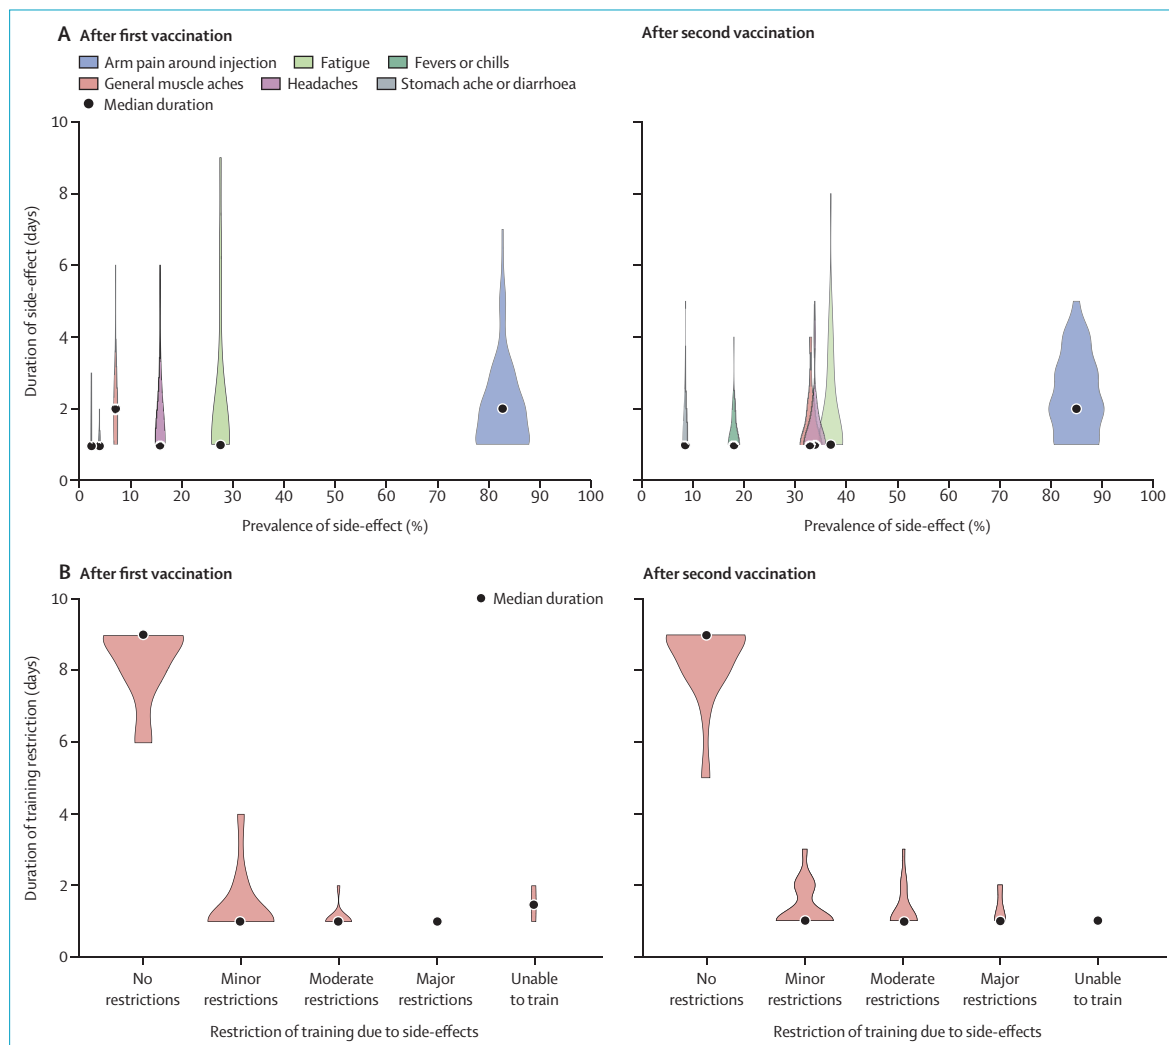 A After first vaccination
After second vaccination
Arm pain around injection Fatigue Fevers or chills
General muscle aches Headaches Stomach ache or diarrhoea
Median duration
Duration of side-effect (days)
10
8
6
4
2
0
0 10 20 30 40 50 60 70 80 90 100
Prevalence of side-effect (%)
0 10 20 30 40 50 60 70 80 90 100
Prevalence of side-effect (%)
B After first vaccination
After second vaccination
Median duration
Duration of training restriction (days)
10
8
6
4
2
0
No restrictions
Minor restrictions
Moderate restrictions
Major restrictions
Unable to train
Restriction of training due to side-effects
No restrictions
Minor restrictions
Moderate restrictions
Major restrictions
Unable to train
Restriction of training due to side-effects